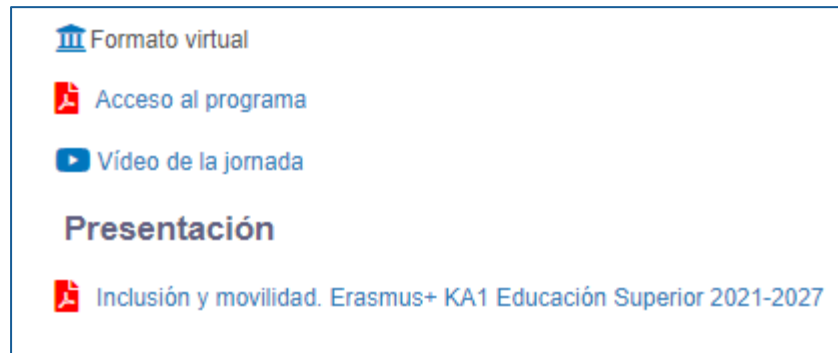 Formato virtual
Acceso al programa
Vídeo de la jornada
Presentación
Inclusión y movilidad. Erasmus+ KA1 Educación Superior 2021-2027